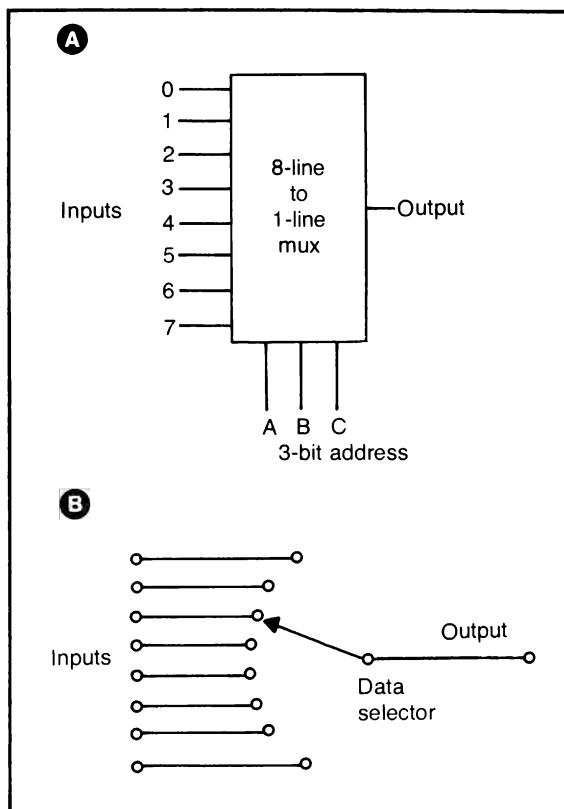 A
0
1
2
3
Inputs
4
5
6
7
8-line
to
1-line
mux
Output
A B C
3-bit address
B
Inputs
Output
Data
selector